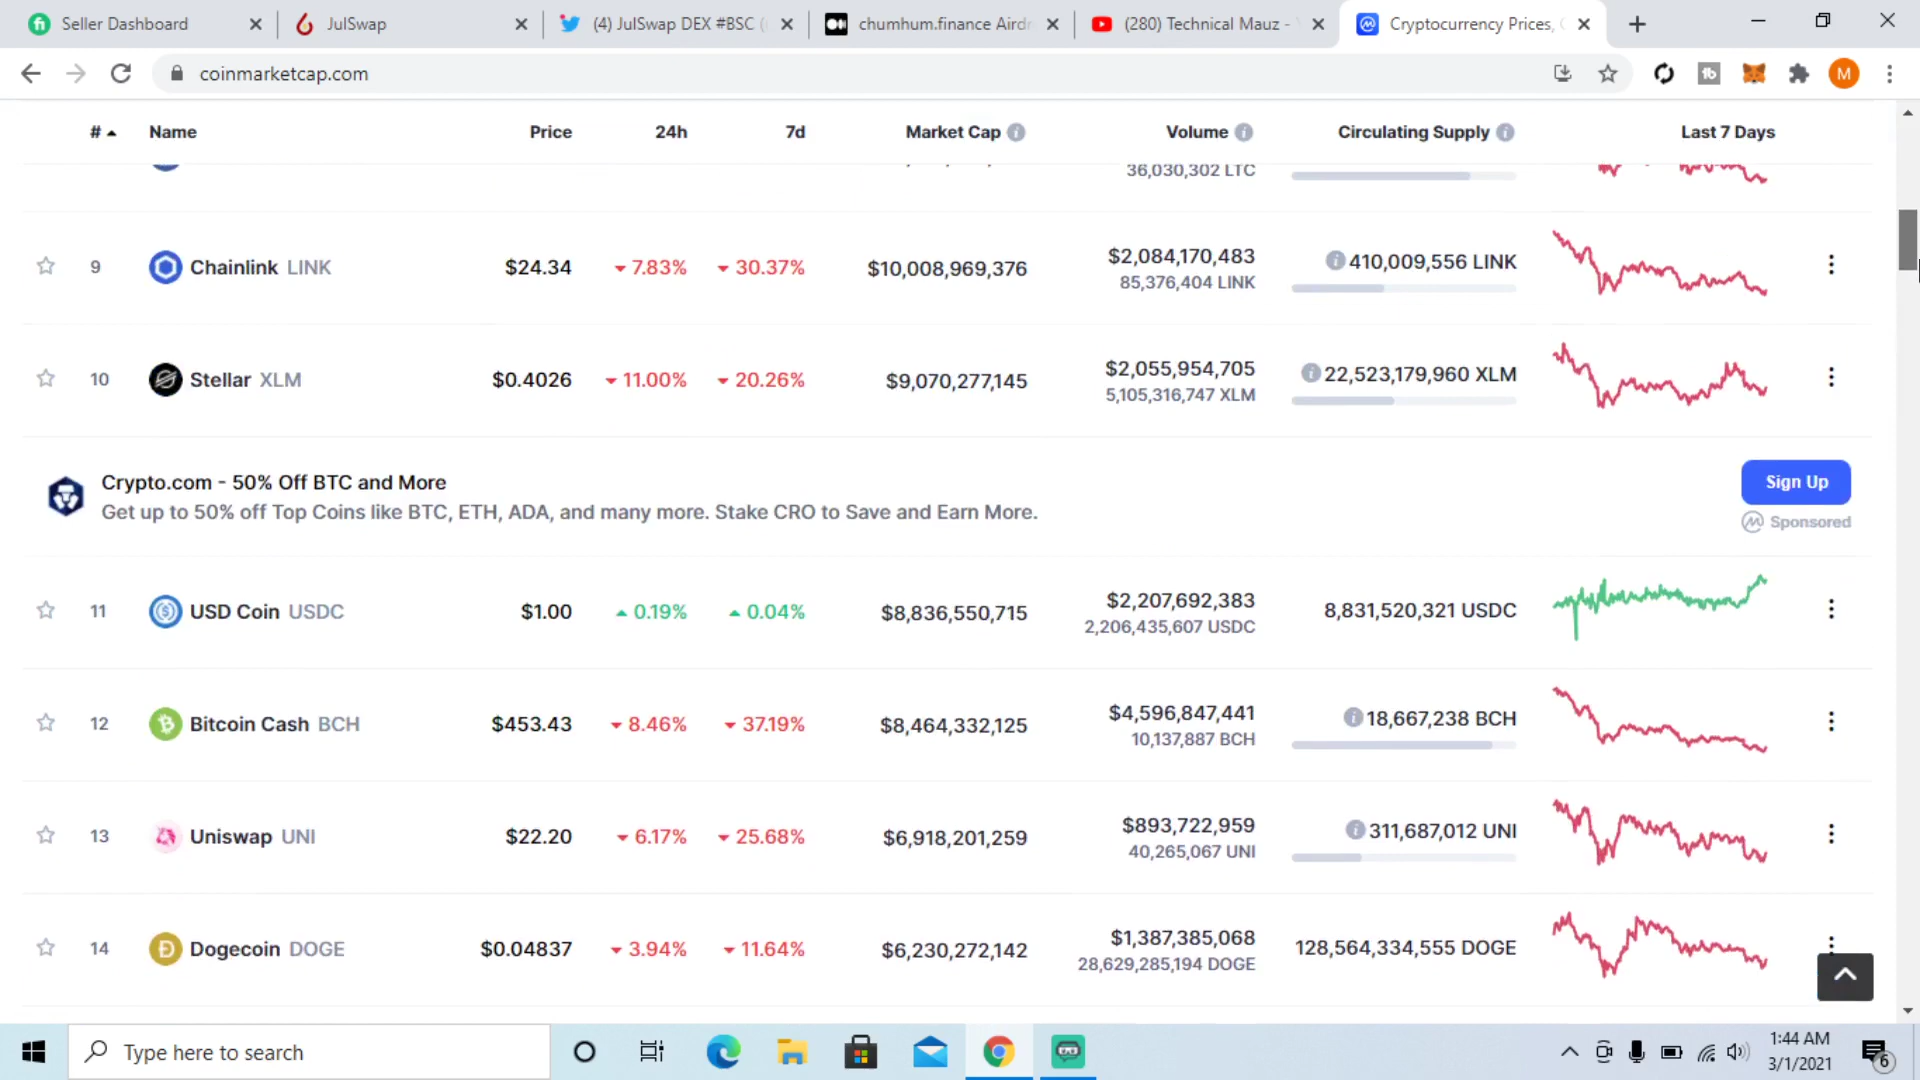 Seller Dashboard
JulSwap
(4) JulSwap DEX #BSC (
chumhum.finance Airdr
(280) Technical Mauz -
Cryptocurrency Prices,
coinmarketcap.com
M
# Name Price 24h 7d Market Cap Volume Circulating Supply Last 7 Days
36,030,302 LTC
9 Chainlink LINK $24.34 7.83% 30.37% $10,008,969,376 $2,084,170,483 410,009,556 LINK
85,376,404 LINK
10 Stellar XLM $0.4026 11.00% 20.26% $9,070,277,145 $2,055,954,705 22,523,179,960 XLM
5,105,316,747 XLM
Crypto.com - 50% Off BTC and More
Get up to 50% off Top Coins like BTC, ETH, ADA, and many more. Stake CRO to Save and Earn More.
Sign Up
Sponsored
11 USD Coin USDC $1.00 0.19% 0.04% $8,836,550,715 $2,207,692,383 8,831,520,321 USDC
2,206,435,607 USDC
12 Bitcoin Cash BCH $453.43 8.46% 37.19% $8,464,332,125 $4,596,847,441 18,667,238 BCH
10,137,887 BCH
13 Uniswap UNI $22.20 6.17% 25.68% $6,918,201,259 $893,722,959 311,687,012 UNI
40,265,067 UNI
14 Dogecoin DOGE $0.04837 3.94% 11.64% $6,230,272,142 $1,387,385,068 128,564,334,555 DOGE
28,629,285,194 DOGE
Type here to search
1:44 AM
3/1/2021
6